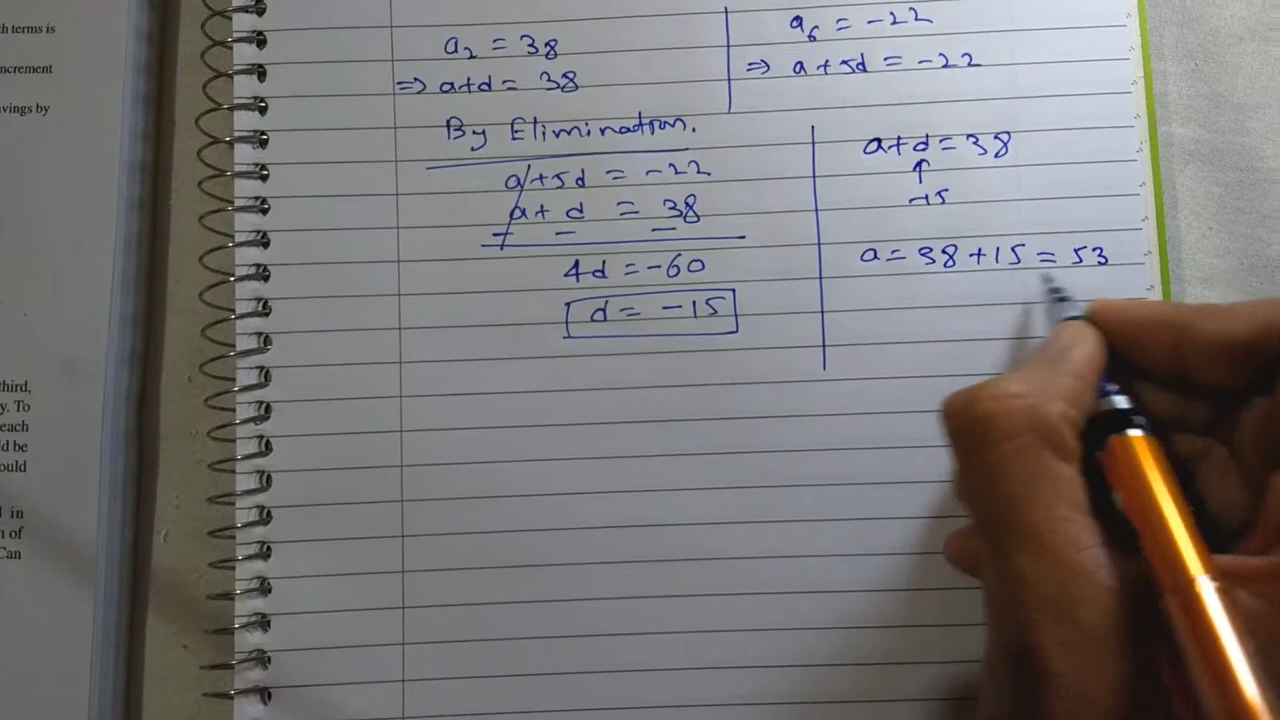 th terms is
ncrement
vings by
third,
y. To
each
d be
ould
l in
n of
Can
a₂ = 38
⇒ a+d = 38
a₆ = -22
⇒ a+5d = -22
By Elimination.
a+5d = -22
a+ d = 38
- - -
4d = -60
d = -15
a+d = 38
↑
-15
a = 38+15 = 53